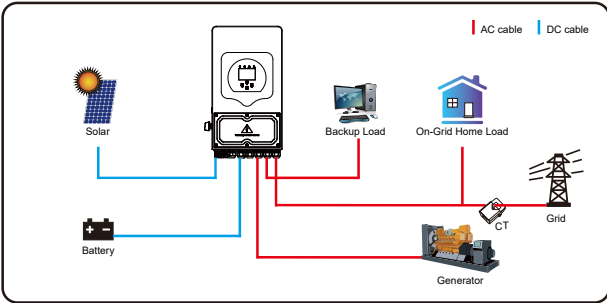 AC cable
DC cable
Solar
Backup Load
On-Grid Home Load
CT
Grid
Battery
Generator